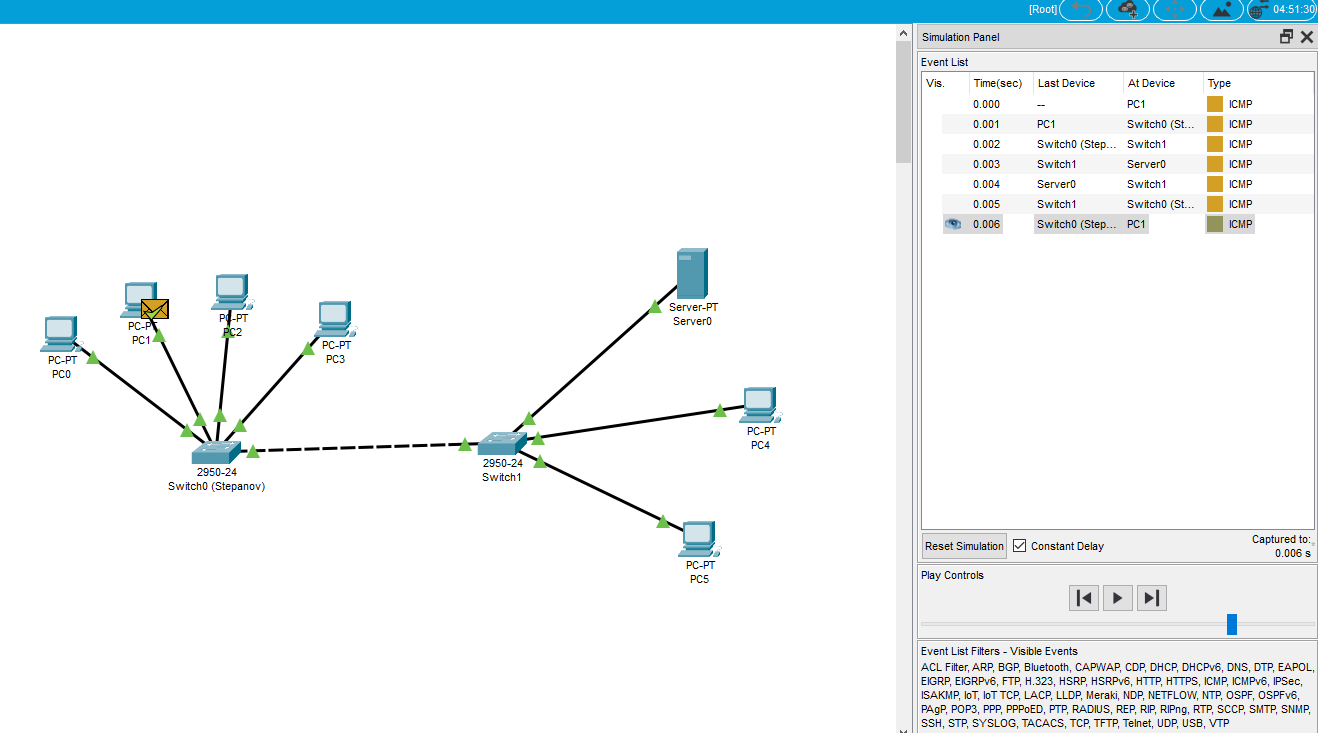 [Root]
04:51:30
Simulation Panel
Event List
Vis. Time(sec) Last Device At Device Type
0.000 -- PC1 ICMP
0.001 PC1 Switch0 (St... ICMP
0.002 Switch0 (Step... Switch1 ICMP
0.003 Switch1 Server0 ICMP
0.004 Server0 Switch1 ICMP
0.005 Switch1 Switch0 (St... ICMP
0.006 Switch0 (Step... PC1 ICMP
PC-PT
PC0
PC-PT
PC1
PC-PT
PC2
PC-PT
PC3
2950-24
Switch0 (Stepanov)
2950-24
Switch1
Server-PT
Server0
PC-PT
PC4
PC-PT
PC5
Reset Simulation
Constant Delay
Captured to:
0.006 s
Play Controls
Event List Filters - Visible Events
ACL Filter, ARP, BGP, Bluetooth, CAPWAP, CDP, DHCP, DHCPv6, DNS, DTP, EAPOL,
EIGRP, EIGRPv6, FTP, H.323, HSRP, HSRPv6, HTTP, HTTPS, ICMP, ICMPv6, IPSec,
ISAKMP, IoT, IoT TCP, LACP, LLDP, Meraki, NDP, NETFLOW, NTP, OSPF, OSPFv6,
PAgP, POP3, PPP, PPPoED, PTP, RADIUS, REP, RIP, RIPng, RTP, SCCP, SMTP, SNMP,
SSH, STP, SYSLOG, TACACS, TCP, TFTP, Telnet, UDP, USB, VTP